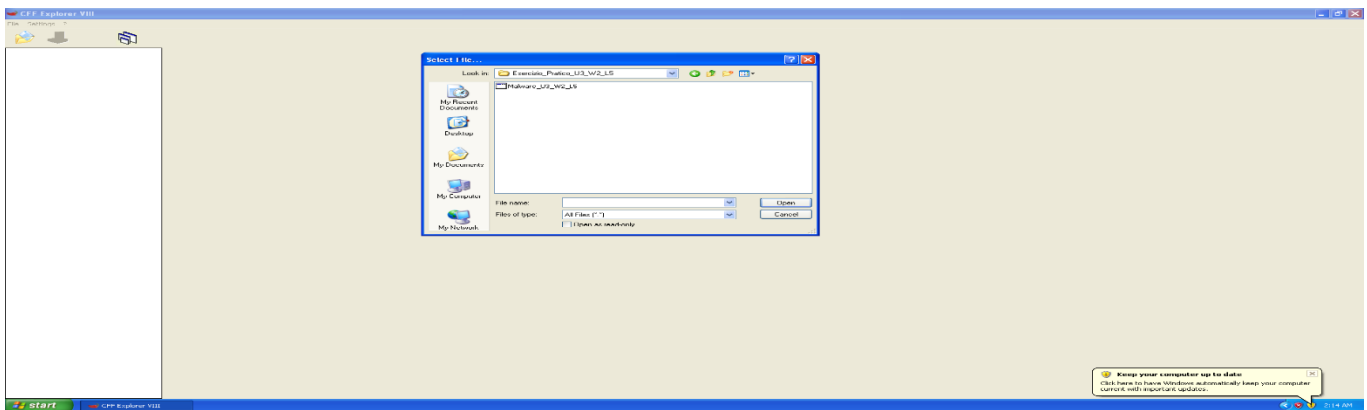 CFF Explorer VIII
File Settings ?
Select File...
Look in:
Esercizio_Pratico_U3_W2_L5
Malware_U3_W2_L5
My Recent
Documents
Desktop
My Documents
My Computer
My Network
File name:
Open
Files of type:
All Files (*.*)
Cancel
Open as read-only
Keep your computer up to date
Click here to have Windows automatically keep your computer
current with important updates.
start
CFF Explorer VIII
2:14 AM